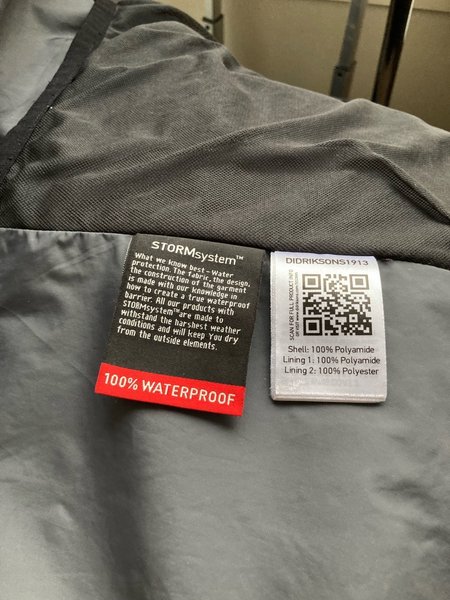 STORMsystem™
What we know best - Water
protection. The fabric, the design,
the construction of the garment
is made with our knowledge in
how to create a true waterproof
barrier. All our products with
STORMsystem™ are made to
withstand the harshest weather
conditions and will keep You dry
from the outside elements.
100% WATERPROOF
DIDRIKSONS1913
SCAN FOR FULL PRODUCT INFO
Shell: 100% Polyamide
Lining 1: 100% Polyamide
Lining 2: 100% Polyester